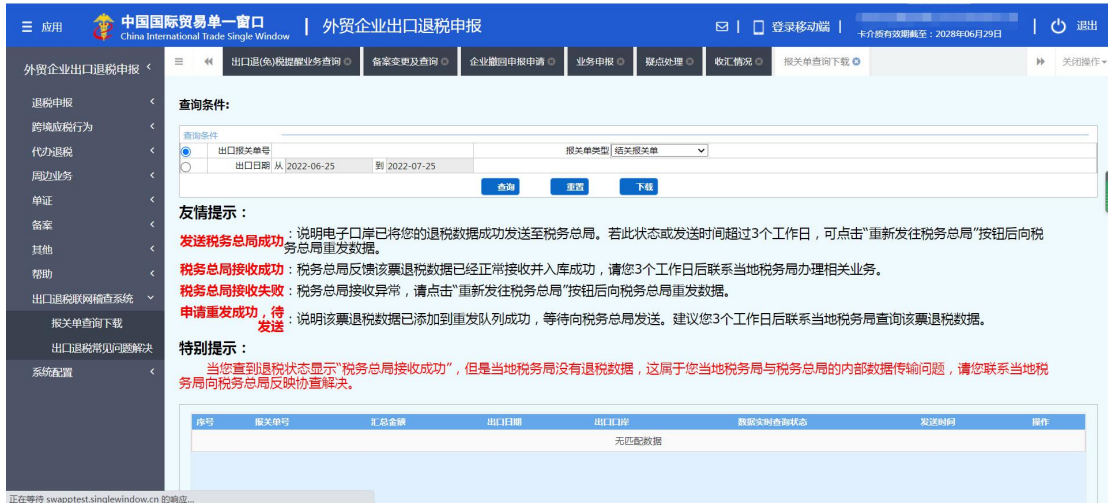 应用
中国国际贸易单一窗口
China International Trade Single Window
外贸企业出口退税申报
登录移动端
卡介质有效期截至：2028年06月29日
退出
外贸企业出口退税申报
出口退(免)税提醒业务查询
备案变更及查询
企业撤回申报申请
业务申报
疑点处理
收汇情况
报关单查询下载
关闭操作
退税申报
跨境应税行为
代办退税
周边业务
单证
备案
其他
帮助
出口退税联网稽查系统
报关单查询下载
出口退税常见问题解决
系统配置
查询条件:
查询条件
出口报关单号
报关单类型 结关报关单
出口日期 从 2022-06-25 到 2022-07-25
查询 重置 下载
友情提示：
发送税务总局成功：说明电子口岸已将您的退税数据成功发送至税务总局。若此状态或发送时间超过3个工作日，可点击“重新发往税务总局”按钮后向税
务总局重发数据。
税务总局接收成功：税务总局反馈该票退税数据已经正常接收并入库成功，请您3个工作日后联系当地税务局办理相关业务。
税务总局接收失败：税务总局接收异常，请点击“重新发往税务总局”按钮后向税务总局重发数据。
申请重发成功，待
发送：说明该票退税数据已添加到重发队列成功，等待向税务总局发送。建议您3个工作日后联系当地税务局查询该票退税数据。
特别提示：
当您查到退税状态显示“税务总局接收成功”，但是当地税务局没有退税数据，这属于您当地税务局与税务总局的内部数据传输问题，请您联系当地税
务局向税务总局反映协查解决。
序号 报关单号 汇总金额 出口日期 出口口岸 数据实时查询状态 发送时间 操作
无匹配数据
正在等待 swapptest.singlewindow.cn 的响应...